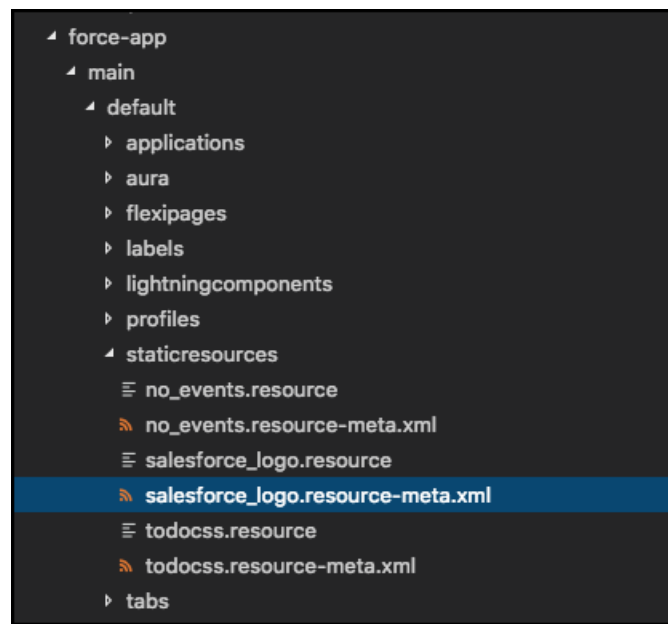 force-app
main
default
applications
aura
flexipages
labels
lightningcomponents
profiles
staticresources
no_events.resource
no_events.resource-meta.xml
salesforce_logo.resource
salesforce_logo.resource-meta.xml
todocss.resource
todocss.resource-meta.xml
tabs